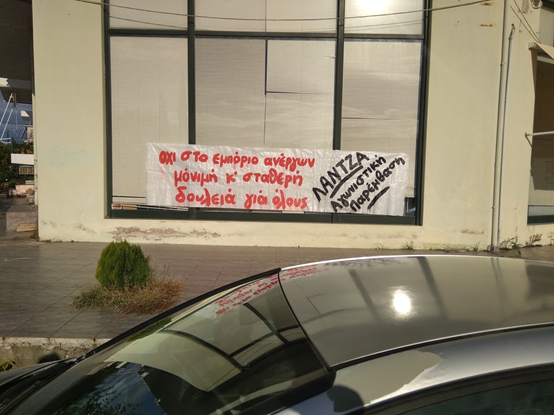 όχι στο εμπόριο ανέργων
μόνιμη κ' σταθερή
δουλειά για όλους
ΛΑΝΤΖΑ
Αγωνιστική
Παρέμβαση